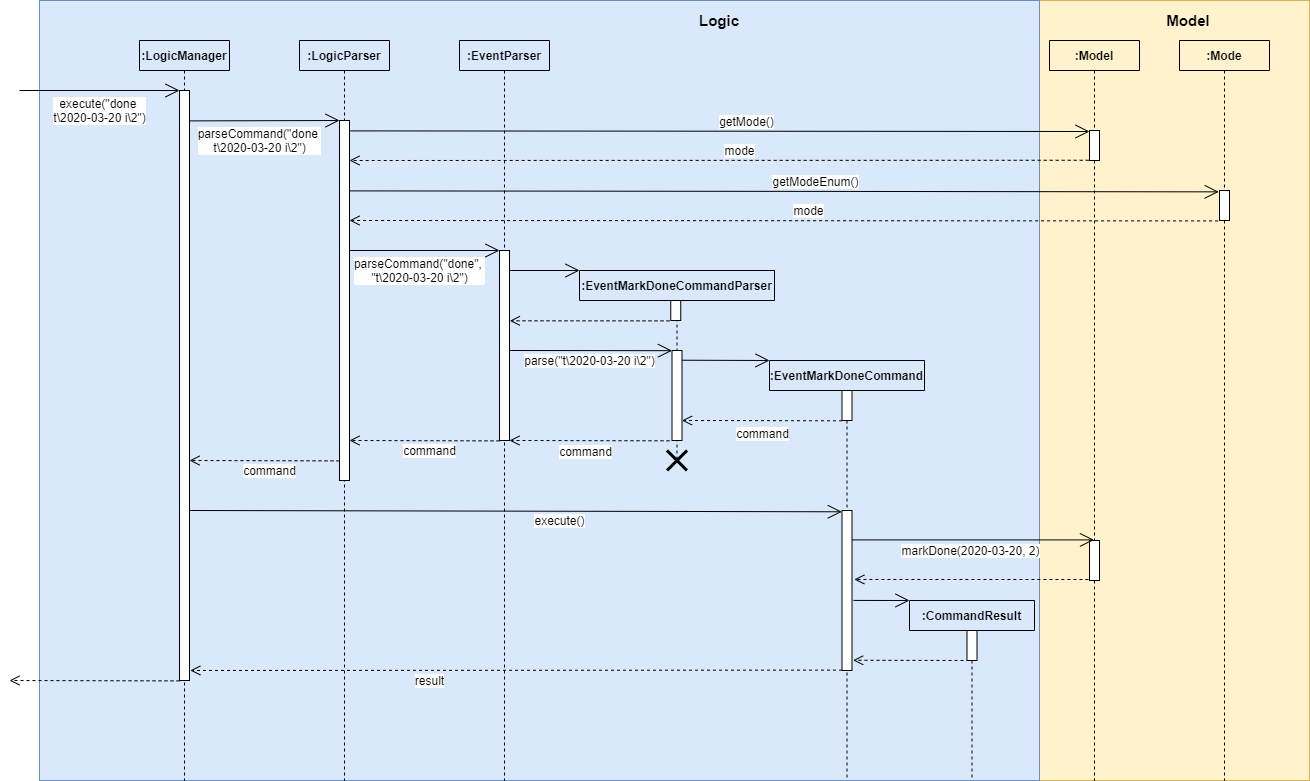 Logic
Model
:LogicManager
:LogicParser
:EventParser
:Model
:Mode
execute("done
t\2020-03-20 i\2")
parseCommand("done
t\2020-03-20 i\2")
getMode()
mode
getModeEnum()
mode
parseCommand("done",
"t\2020-03-20 i\2")
:EventMarkDoneCommandParser
parse("t\2020-03-20 i\2")
:EventMarkDoneCommand
command
command
command
command
execute()
markDone(2020-03-20, 2)
:CommandResult
result